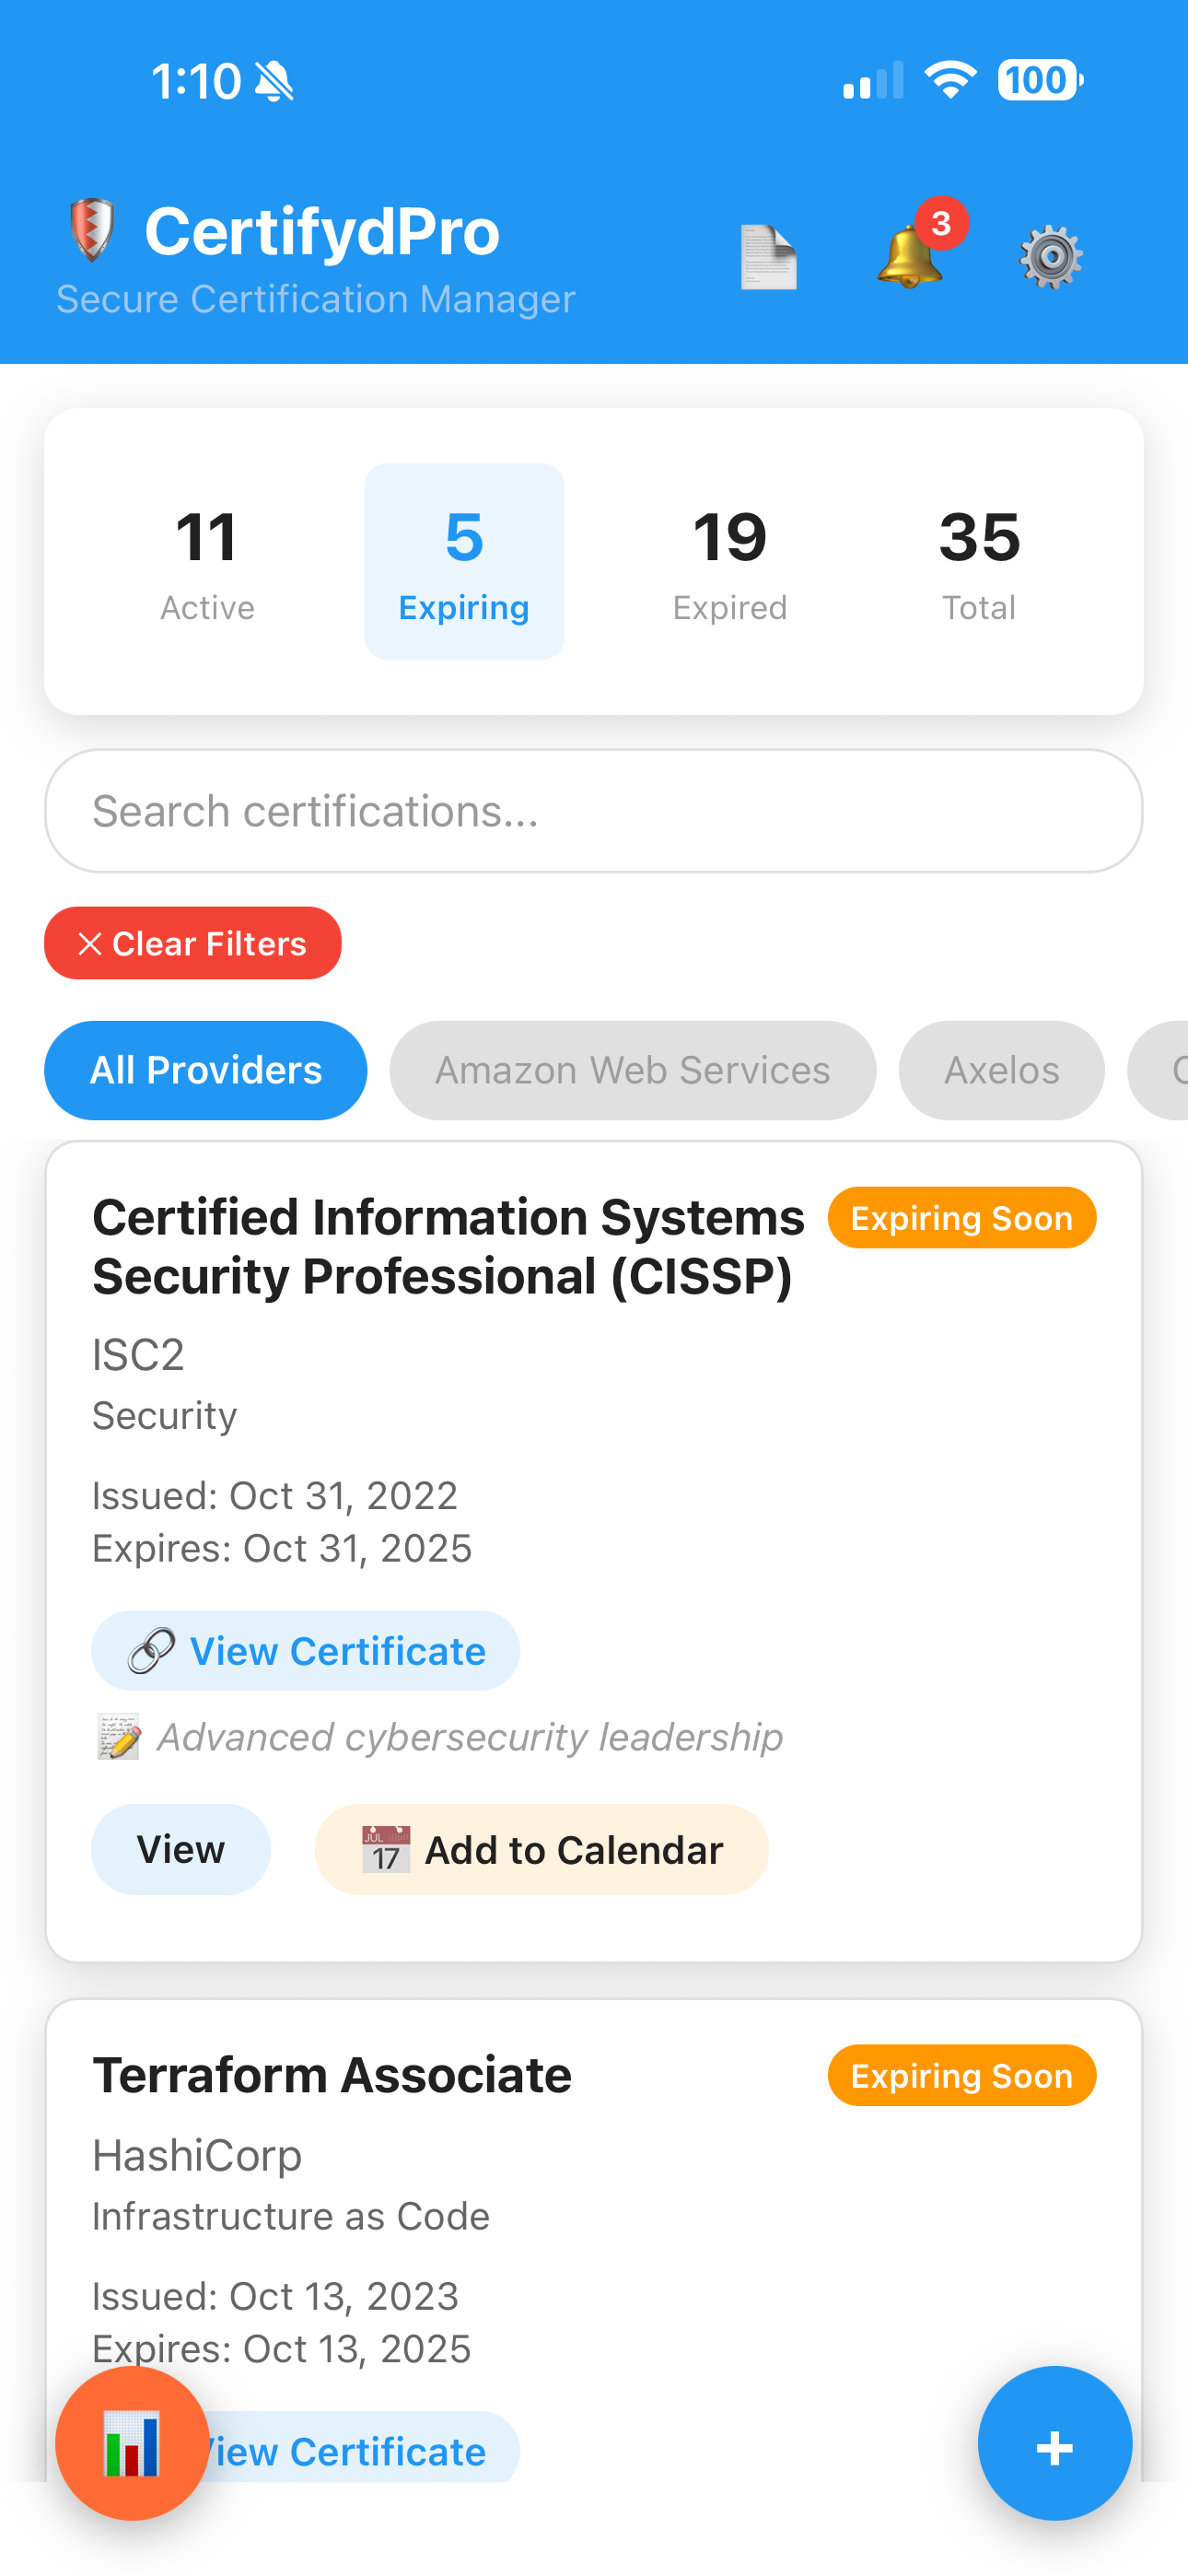 1:10
100
CertifydPro
3
Secure Certification Manager
11
5
19
35
Active
Expiring
Expired
Total
Search certifications...
× Clear Filters
All Providers
Amazon Web Services
Axelos
Certified Information Systems
Security Professional (CISSP)
Expiring Soon
ISC2
Security
Issued: Oct 31, 2022
Expires: Oct 31, 2025
View Certificate
Advanced cybersecurity leadership
View
JUL
17
Add to Calendar
Terraform Associate
Expiring Soon
HashiCorp
Infrastructure as Code
Issued: Oct 13, 2023
Expires: Oct 13, 2025
View Certificate
+